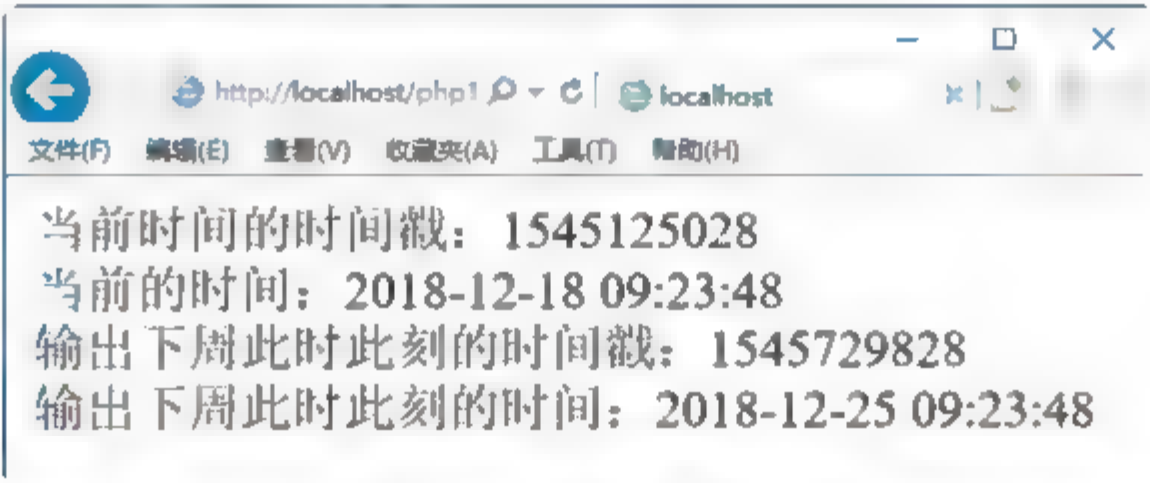 http://localhost/php1 localhost
文件(F) 编辑(E) 查看(V) 收藏夹(A) 工具(T) 帮助(H)
当前时间的时间戳：1545125028
当前的时间：2018-12-18 09:23:48
输出下周此时此刻的时间戳：1545729828
输出下周此时此刻的时间：2018-12-25 09:23:48